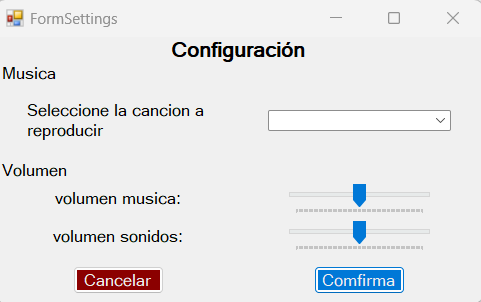 FormSettings
Configuración
Musica
Seleccione la cancion a
reproducir
Volumen
volumen musica:
volumen sonidos:
Cancelar
Comfirma